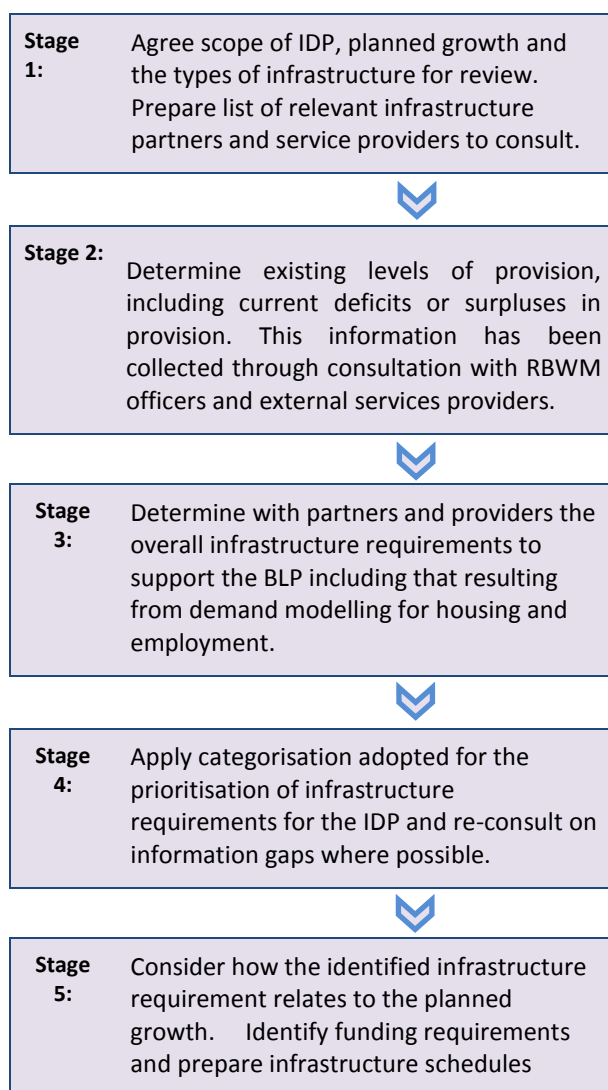 Stage 1: Agree scope of IDP, planned growth and
the types of infrastructure for review.
Prepare list of relevant infrastructure
partners and service providers to consult.
Stage 2:
Determine existing levels of provision,
including current deficits or surpluses in
provision. This information has been
collected through consultation with RBWM
officers and external services providers.
Stage 3: Determine with partners and providers the
overall infrastructure requirements to
support the BLP including that resulting
from demand modelling for housing and
employment.
Stage 4: Apply categorisation adopted for the
prioritisation of infrastructure
requirements for the IDP and re-consult on
information gaps where possible.
Stage 5: Consider how the identified infrastructure
requirement relates to the planned
growth. Identify funding requirements
and prepare infrastructure schedules